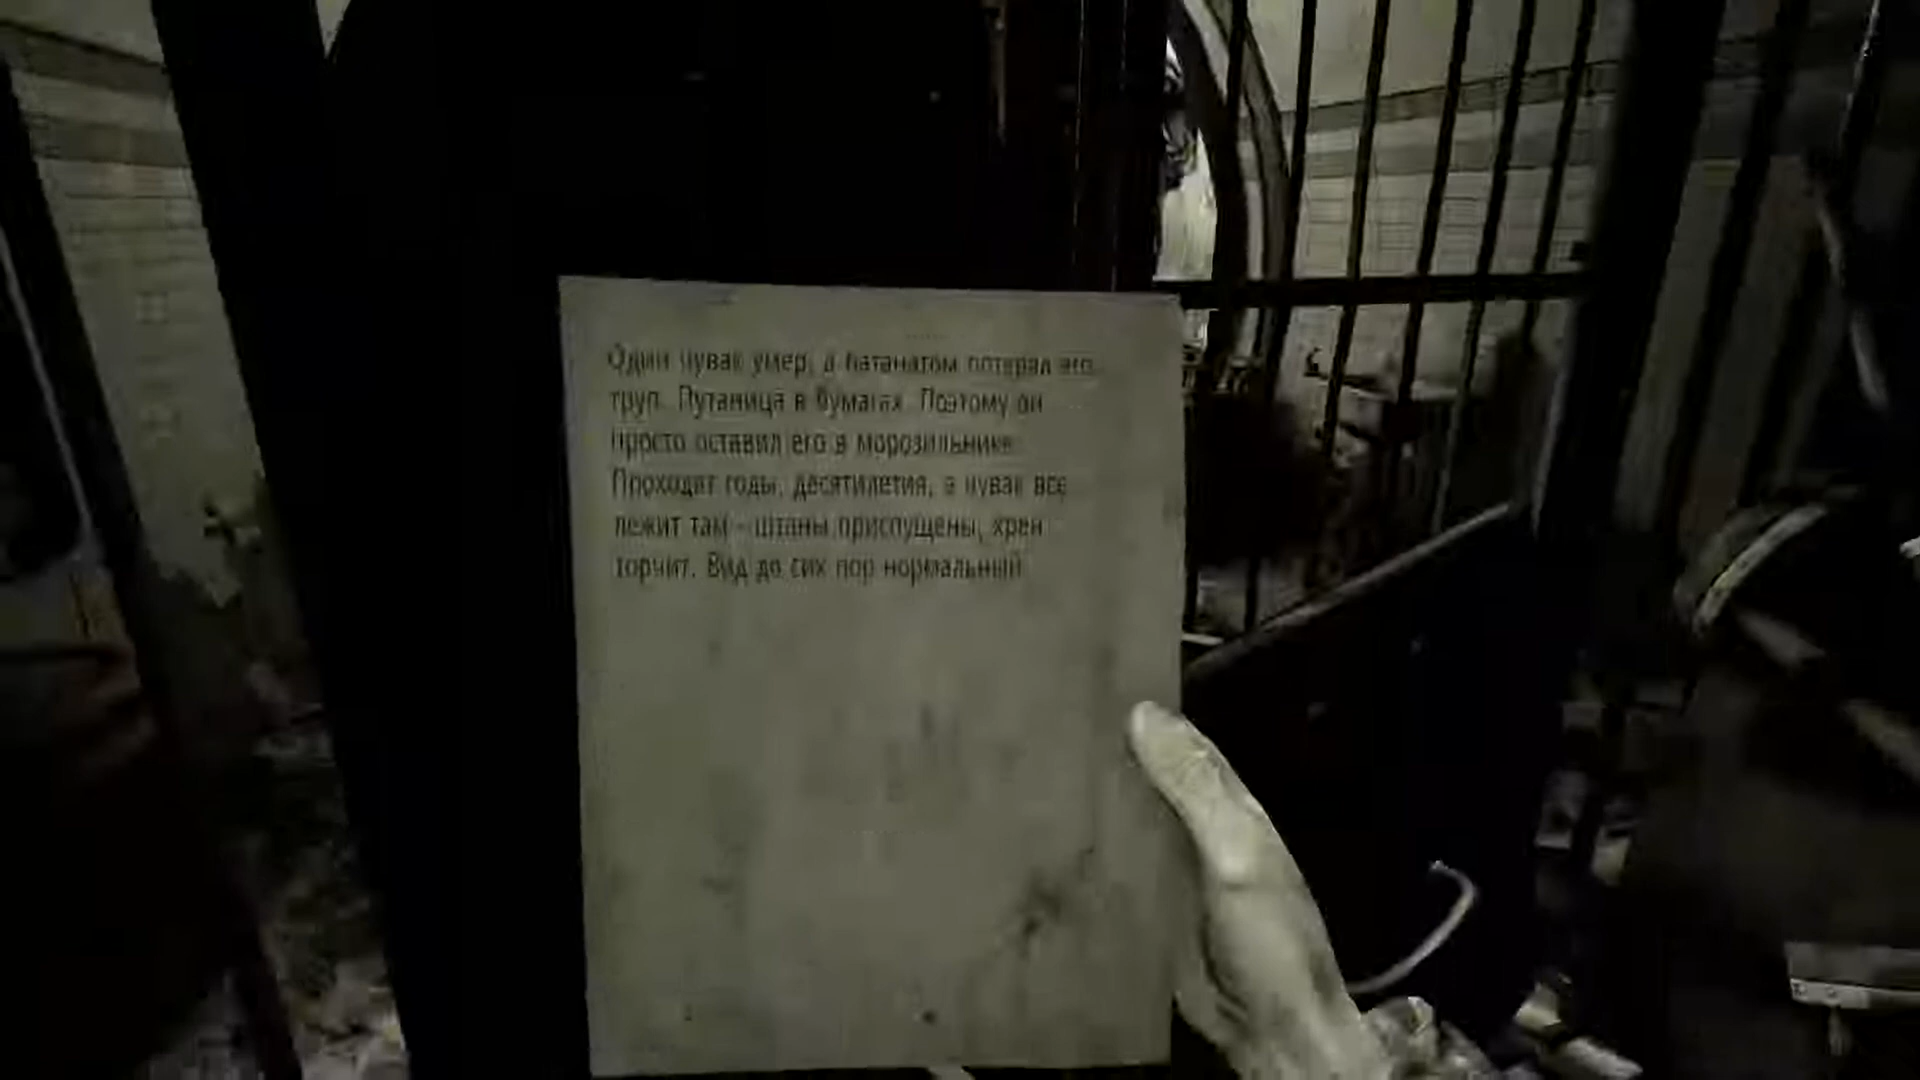 Один чувак умер, а патанатом потерял его
труп. Путаница в бумагах. Поэтому он
просто оставил его в морозильнике.
Проходят годы, десятилетия, а чувак все
лежит там - штаны приспущены, хрен
торчит. Вид до сих пор нормальный.